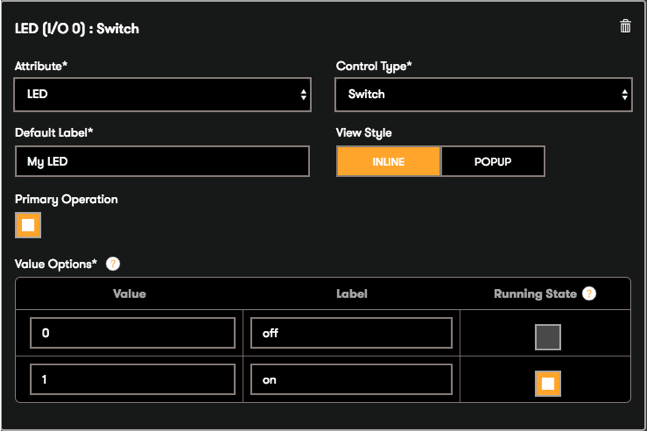 LED (I/O 0) : Switch
Attribute* Control Type*
LED Switch
Default Label* View Style
My LED INLINE POPUP
Primary Operation
Value Options* ?
Value Label Running State ?
0 off
1 on